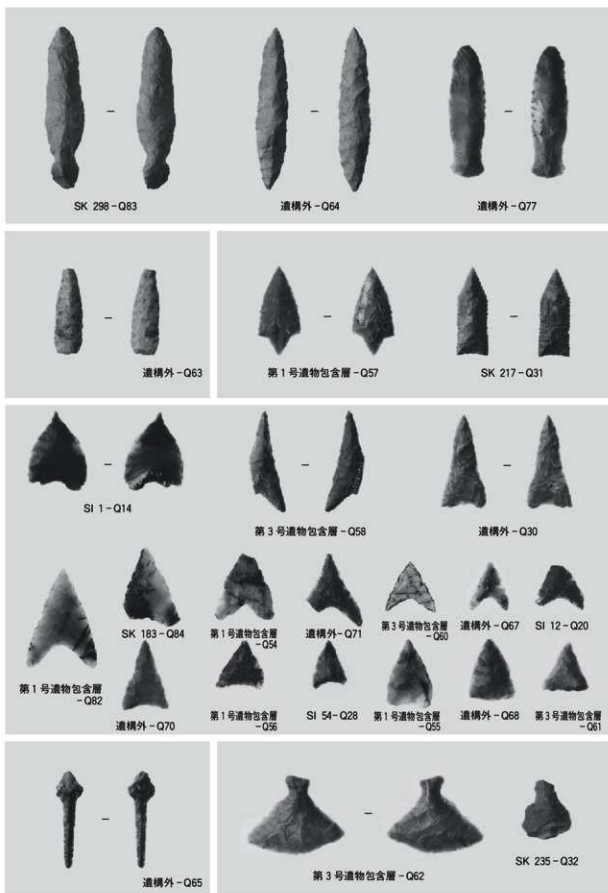 SK 298-Q83
遺構外-Q64
遺構外-Q77
遺構外-Q63
第1号遺物包含層-Q57
SK 217-Q31
SI 1-Q14
第3号遺物包含層-Q58
遺構外-Q30
第1号遺物包含層
-Q82
SK 183-Q84
遺構外-Q70
第1号遺物包含層
-Q54
第1号遺物包含層
-Q56
遺構外-Q71
SI 54-Q28
第3号遺物包含層
-Q60
第1号遺物包含層
-Q55
遺構外-Q67
遺構外-Q68
SI 12-Q20
第3号遺物包含層
-Q61
遺構外-Q65
第3号遺物包含層-Q62
SK 235-Q32